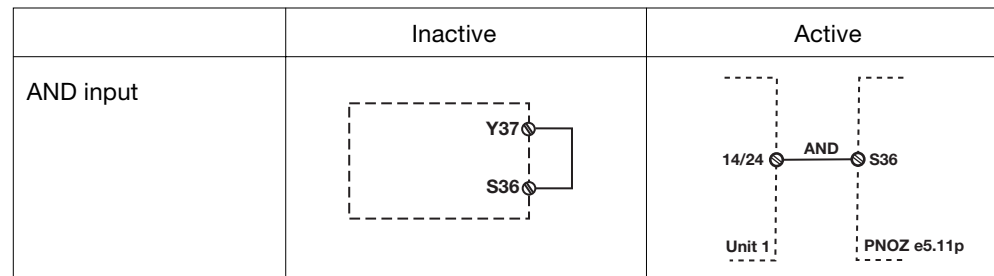 Inactive Active
AND input
Y37
S36
14/24 AND S36
Unit 1 PNOZ e5.11p